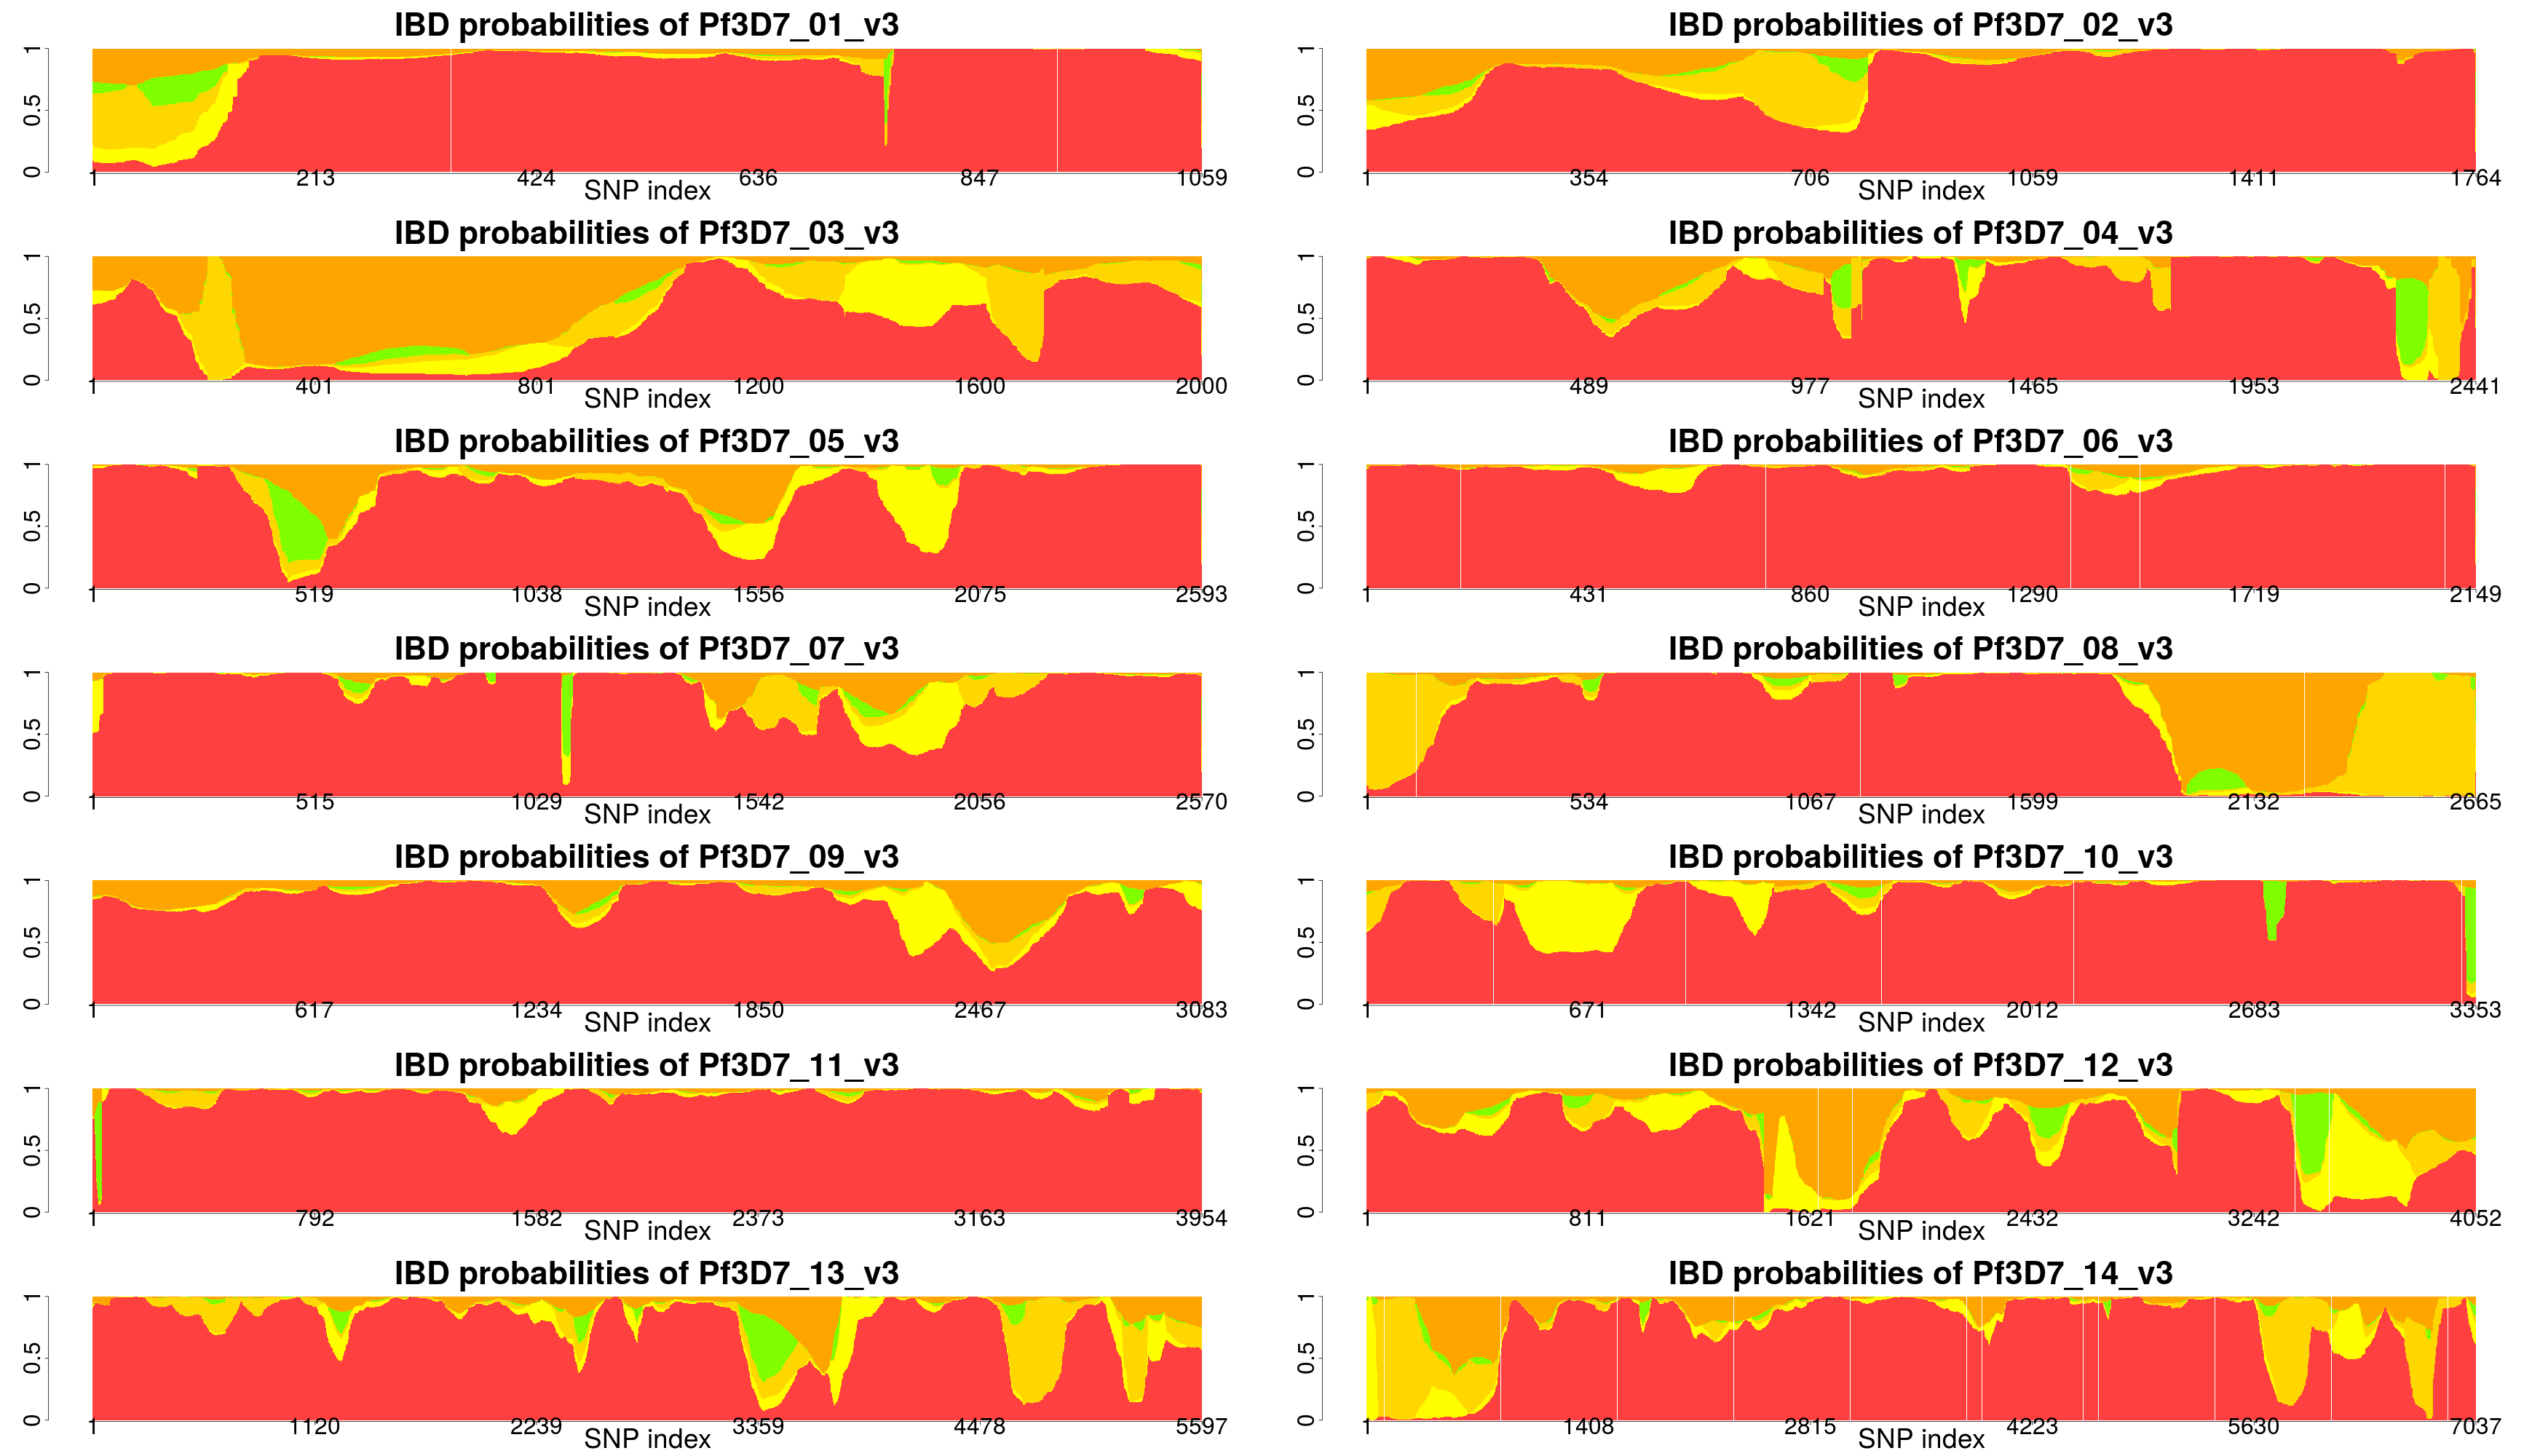 IBD probabilities of Pf3D7_01_v3
0 0.5 1
1 213 424 636 847 1059
SNP index
IBD probabilities of Pf3D7_02_v3
0 0.5 1
1 354 706 1059 1411 1764
SNP index
IBD probabilities of Pf3D7_03_v3
0 0.5 1
1 401 801 1200 1600 2000
SNP index
IBD probabilities of Pf3D7_04_v3
0 0.5 1
1 489 977 1465 1953 2441
SNP index
IBD probabilities of Pf3D7_05_v3
0 0.5 1
1 519 1038 1556 2075 2593
SNP index
IBD probabilities of Pf3D7_06_v3
0 0.5 1
1 431 860 1290 1719 2149
SNP index
IBD probabilities of Pf3D7_07_v3
0 0.5 1
1 515 1029 1542 2056 2570
SNP index
IBD probabilities of Pf3D7_08_v3
0 0.5 1
1 534 1067 1599 2132 2665
SNP index
IBD probabilities of Pf3D7_09_v3
0 0.5 1
1 617 1234 1850 2467 3083
SNP index
IBD probabilities of Pf3D7_10_v3
0 0.5 1
1 671 1342 2012 2683 3353
SNP index
IBD probabilities of Pf3D7_11_v3
0 0.5 1
1 792 1582 2373 3163 3954
SNP index
IBD probabilities of Pf3D7_12_v3
0 0.5 1
1 811 1621 2432 3242 4052
SNP index
IBD probabilities of Pf3D7_13_v3
0 0.5 1
1 1120 2239 3359 4478 5597
SNP index
IBD probabilities of Pf3D7_14_v3
0 0.5 1
1 1408 2815 4223 5630 7037
SNP index